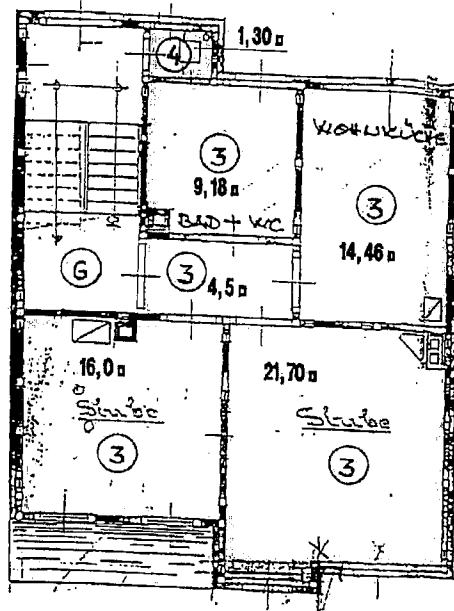 1,30 ¤
4
WOHNKÜCHE
3
9,18 ¤
3
BAD + WC
14,46 ¤
G
3
4,5 ¤
16,0 ¤
21,70 ¤
Stube
Stube
3
3